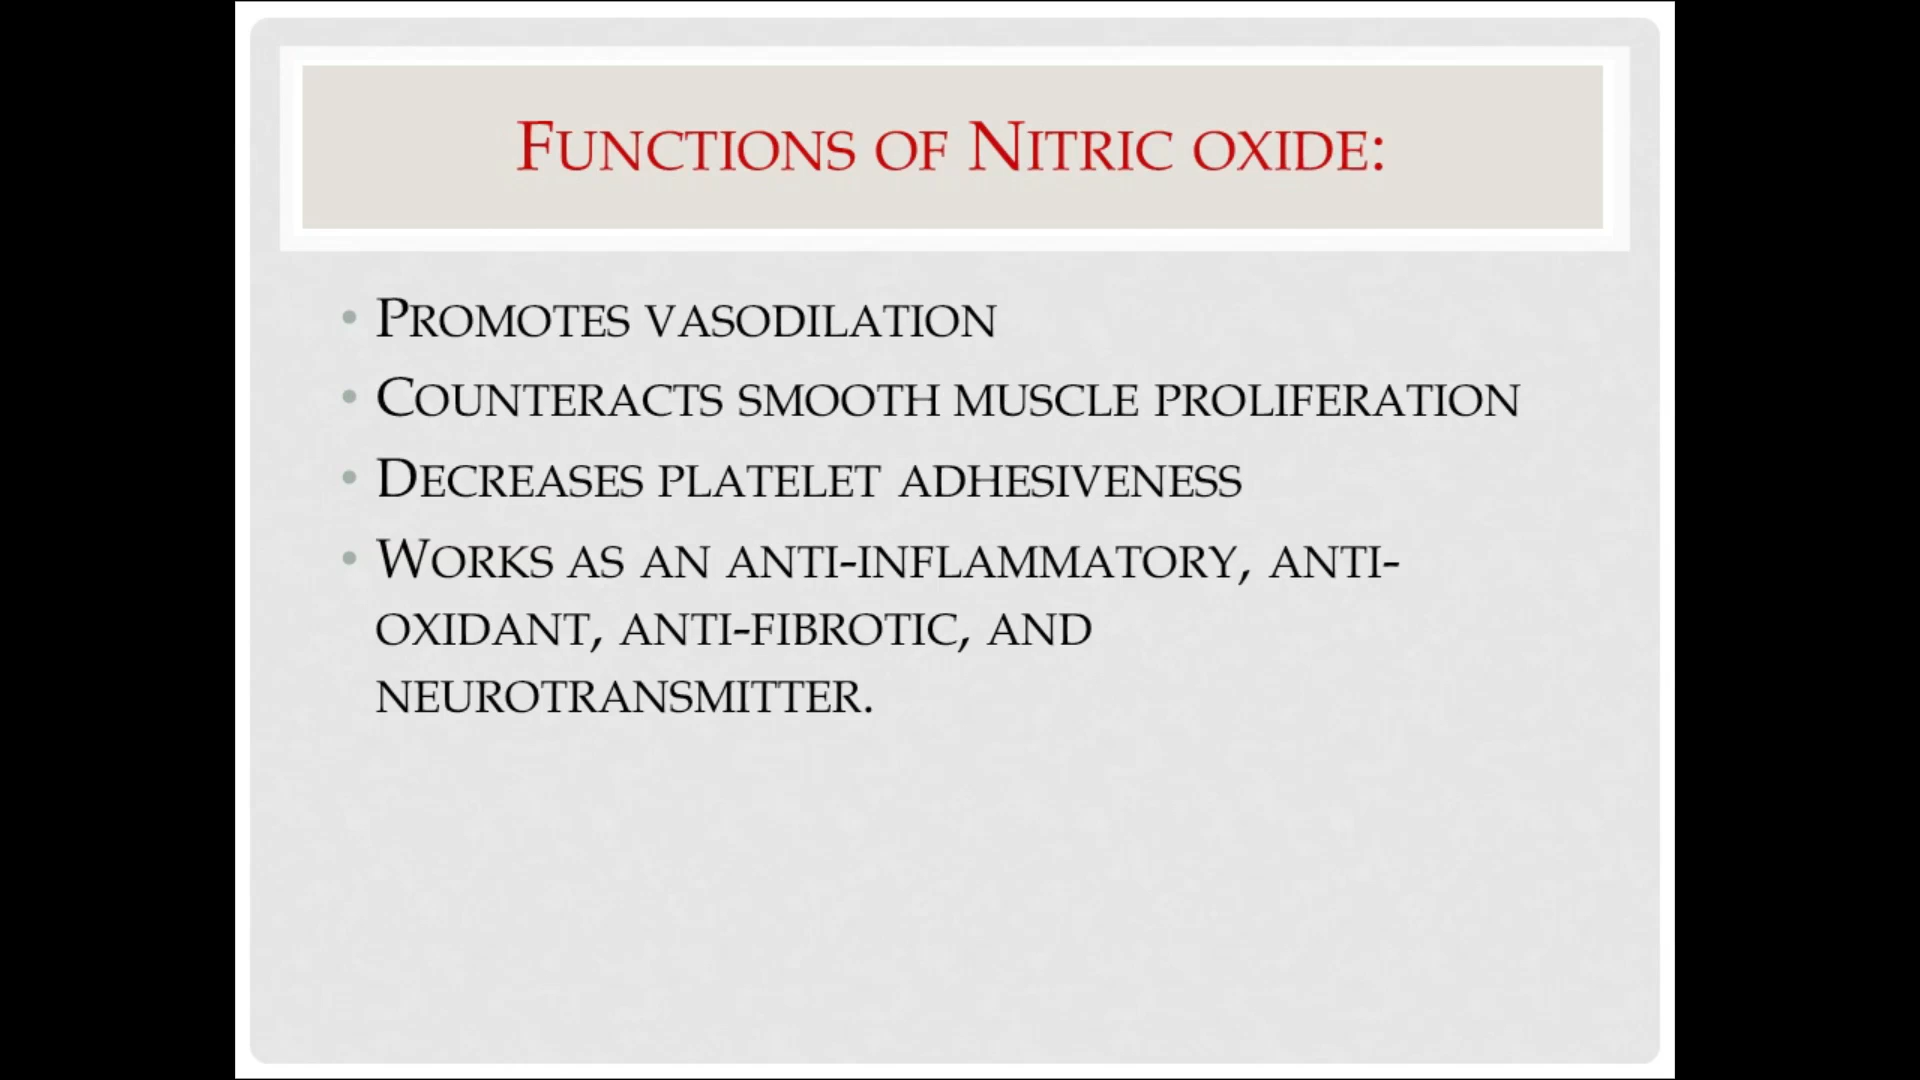 Functions of Nitric oxide:
• Promotes vasodilation
• Counteracts smooth muscle proliferation
• Decreases platelet adhesiveness
• Works as an anti-inflammatory, anti-
oxidant, anti-fibrotic, and
neurotransmitter.